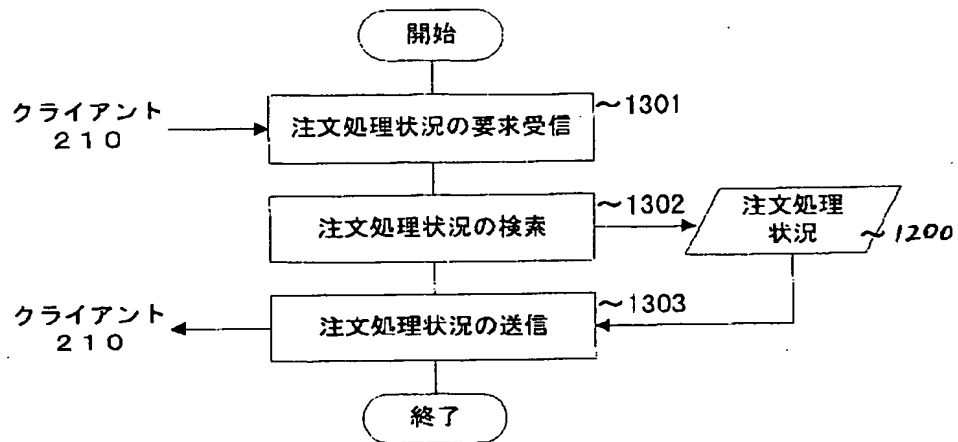 開始
クライアント
210
注文処理状況の要求受信
~1301
注文処理状況の検索
~1302
注文処理
状況
~1200
クライアント
210
注文処理状況の送信
~1303
終了